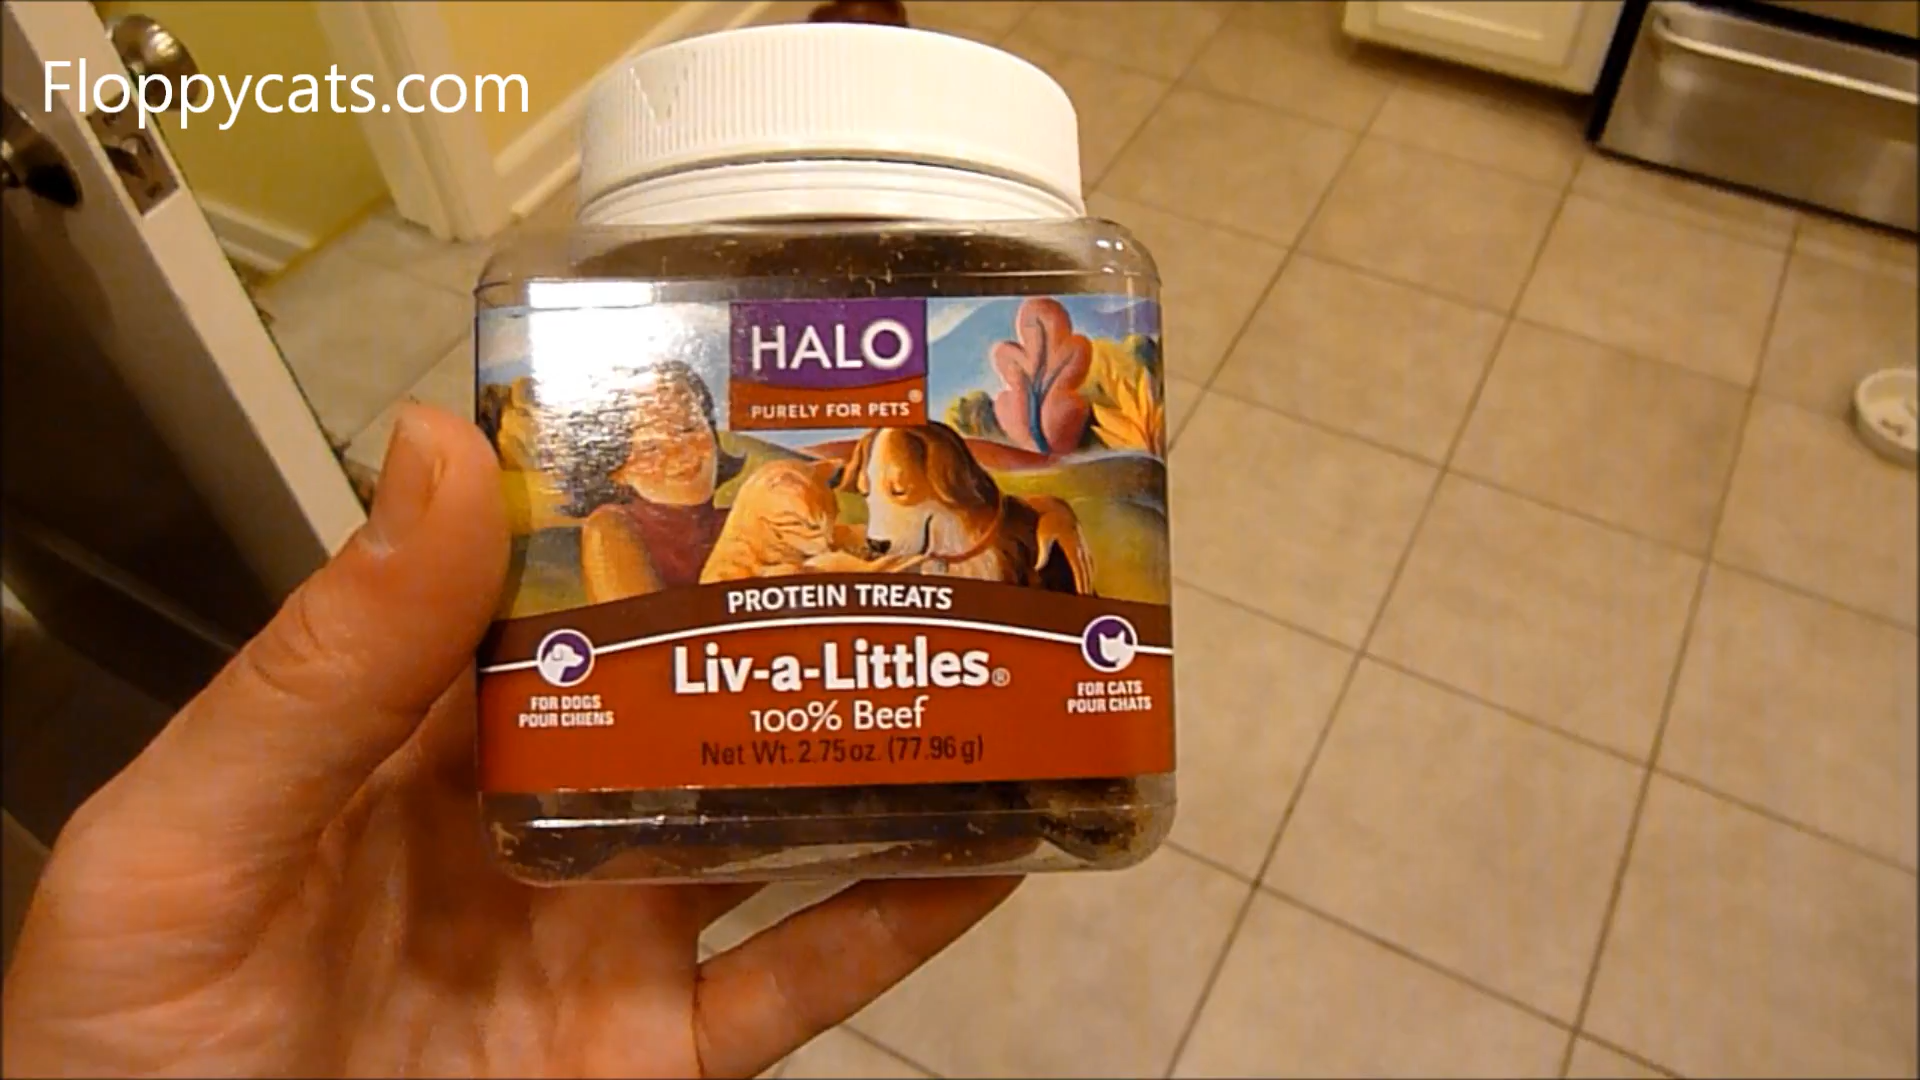 Floppycats.com
HALO
PURELY FOR PETS®
PROTEIN TREATS
Liv-a-Littles®
100% Beef
Net Wt. 2.75 oz. (77.96 g)
FOR DOGS
POUR CHIENS
FOR CATS
POUR CHATS